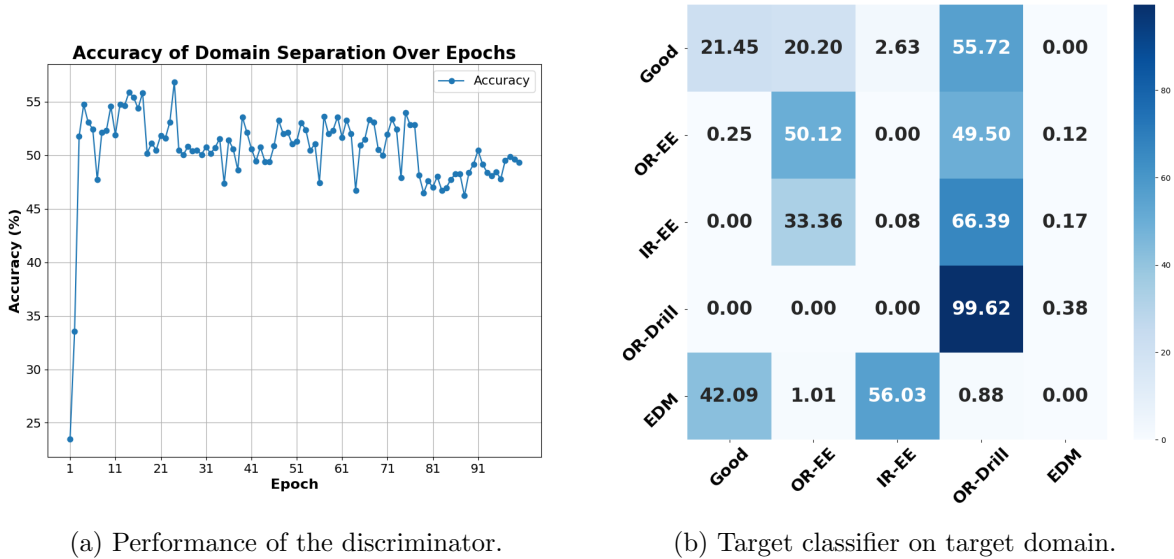 Accuracy of Domain Separation Over Epochs
Accuracy
55
50
45
40
35
30
25
Accuracy (%)
1 11 21 31 41 51 61 71 81 91
Epoch
(a) Performance of the discriminator.
Good 21.45 20.20 2.63 55.72 0.00
OR-EE 0.25 50.12 0.00 49.50 0.12
IR-EE 0.00 33.36 0.08 66.39 0.17
OR-Drill 0.00 0.00 0.00 99.62 0.38
EDM 42.09 1.01 56.03 0.88 0.00
Good OR-EE IR-EE OR-Drill EDM
80
60
40
20
0
(b) Target classifier on target domain.